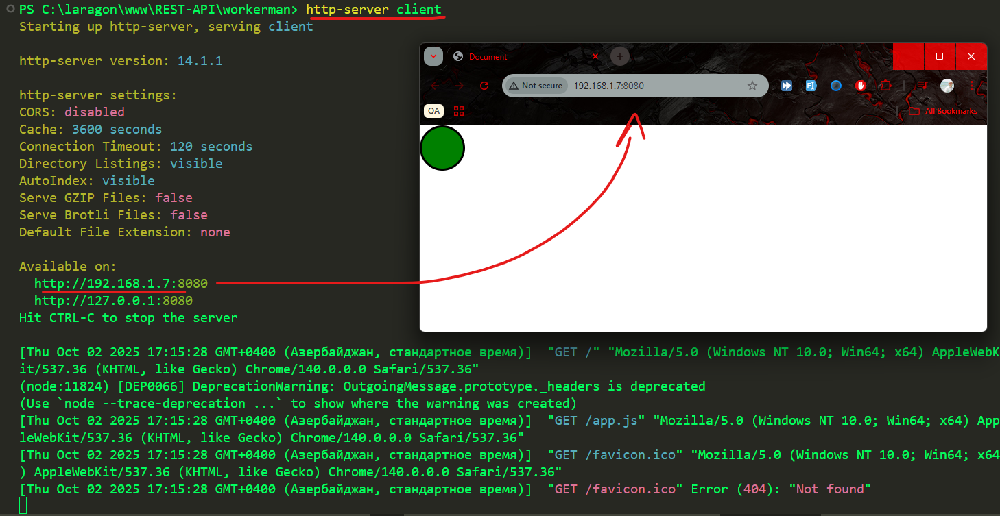 PS C:\laragon\www\REST-API\workerman> http-server client
Starting up http-server, serving client
http-server version: 14.1.1
http-server settings:
CORS: disabled
Cache: 3600 seconds
Connection Timeout: 120 seconds
Directory Listings: visible
AutoIndex: visible
Serve GZIP Files: false
Serve Brotli Files: false
Default File Extension: none
Available on:
http://192.168.1.7:8080
http://127.0.0.1:8080
Hit CTRL-C to stop the server
Document
Not secure 192.168.1.7:8080
QA
All Bookmarks
[Thu Oct 02 2025 17:15:28 GMT+0400 (Азербайджан, стандартное время)]  "GET /" "Mozilla/5.0 (Windows NT 10.0; Win64; x64) AppleWebK
it/537.36 (KHTML, like Gecko) Chrome/140.0.0.0 Safari/537.36"
(node:11824) [DEP0066] DeprecationWarning: OutgoingMessage.prototype._headers is deprecated
(Use `node --trace-deprecation ...` to show where the warning was created)
[Thu Oct 02 2025 17:15:28 GMT+0400 (Азербайджан, стандартное время)]  "GET /app.js" "Mozilla/5.0 (Windows NT 10.0; Win64; x64) App
leWebKit/537.36 (KHTML, like Gecko) Chrome/140.0.0.0 Safari/537.36"
[Thu Oct 02 2025 17:15:28 GMT+0400 (Азербайджан, стандартное время)]  "GET /favicon.ico" "Mozilla/5.0 (Windows NT 10.0; Win64; x64
) AppleWebKit/537.36 (KHTML, like Gecko) Chrome/140.0.0.0 Safari/537.36"
[Thu Oct 02 2025 17:15:28 GMT+0400 (Азербайджан, стандартное время)]  "GET /favicon.ico" Error (404): "Not found"